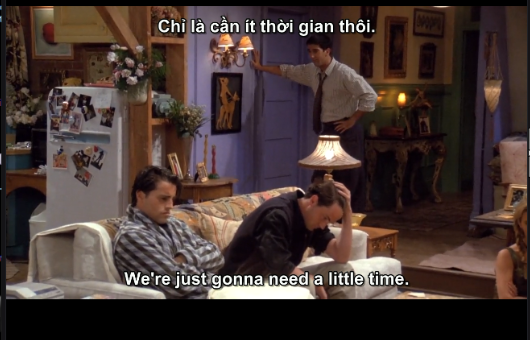 Chỉ là cần ít thời gian thôi.
We're just gonna need a little time.